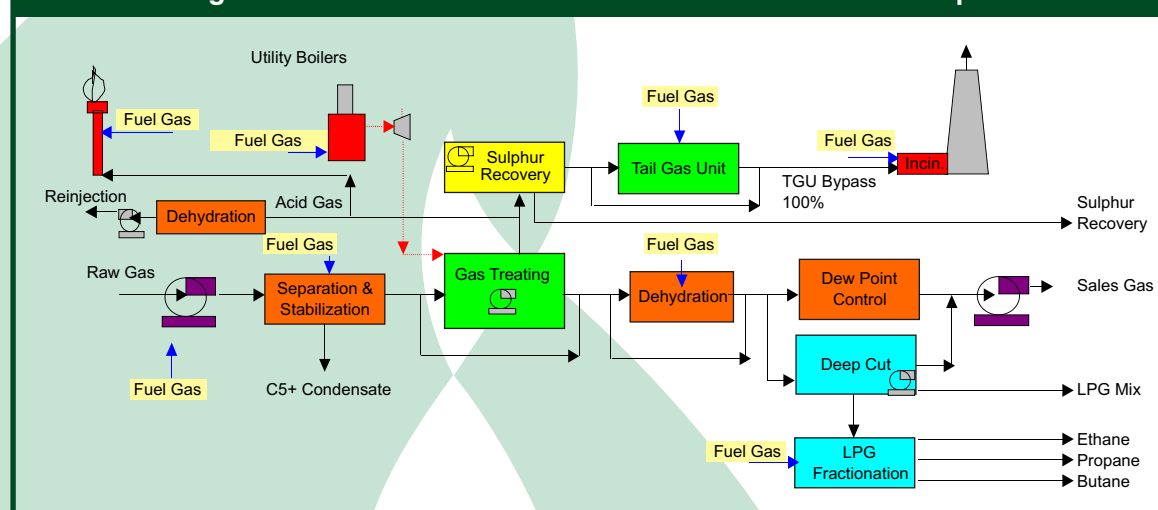 Utility Boilers
Fuel Gas
Fuel Gas
Fuel Gas
Fuel Gas
Sulphur
Recovery
Tail Gas Unit
Incin.
TGU Bypass
100%
Reinjection
Acid Gas
Dehydration
Sulphur
Recovery
Fuel Gas
Fuel Gas
Raw Gas
Separation &
Stabilization
Gas Treating
Dehydration
Dew Point
Control
Sales Gas
Fuel Gas
C5+ Condensate
Deep Cut
LPG Mix
Fuel Gas
LPG
Fractionation
Ethane
Propane
Butane